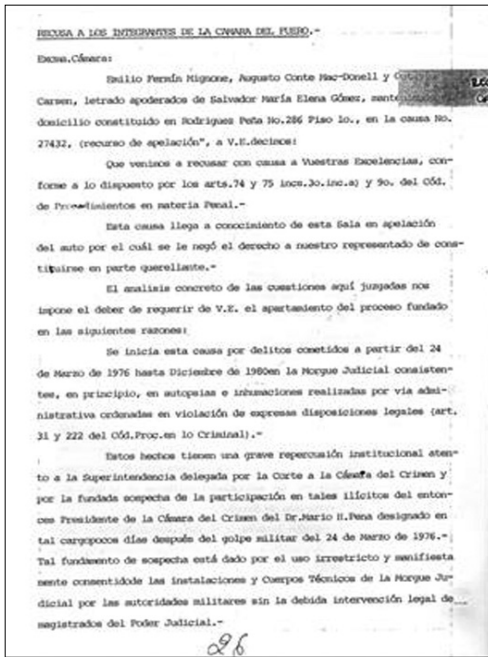 RECUSA A LOS INTEGRANTES DE LA CAMARA DEL FUERO.-
Excma.Cámara:
Emilio Fermín Mignone, Augusto Conte Mac-Donell y
Carsen, letrado apoderados de Salvador María Elena Gómez,
domicilio constituido en Rodriguez Peña No.286 Piso 1o., en la causa No.
27432, (recurso de apelación", a V.E.decimos:
Que venimos a recusar con causa a Vuestras Excelencias, con-
forme a lo dispuesto por los arts.74 y 75 incs.3o.inc.a) y 9o. del Cód.
de Procedimientos en materia Penal.-
Esta causa llega a conocimiento de esta Sala en apelación
del auto por el cuál se le negó el derecho a nuestro representado de cons-
tituirse en parte querellante.-
El analisis concreto de las cuestiones aquí juzgadas nos
impone el deber de requerir de V.E. el apartamiento del proceso fundado
en las siguientes razones:
Se inicia esta causa por delitos cometidos a partir del 24
de Marzo de 1976 hasta Diciembre de 1980en la Morgue Judicial consisten-
tes, en principio, en autopsias e inhumaciones realizadas por via admi-
nistrativa ordenadas en violación de expresas disposiciones legales (art.
31 y 222 del Cód.Proc.en lo Criminal).-
Estos hechos tienen una grave repercusión institucional aten-
to a la Superintendencia delegada por la Corte a la Cámara del Crimen y
por la fundada sospecha de la participación en tales ilícitos del enton-
ces Presidente de la Cámara del Crimen del Dr.Mario H.Pena designado en
tal cargopocos días después del golpe militar del 24 de Marzo de 1976.-
Tal fundamento de sospecha está dado por el uso irrestricto y manifiesta
mente consentidode las instalaciones y Cuerpos Técnicos de la Morgue Ju-
dicial por las autoridades militares sin la debida intervención legal de
magistrados del Poder Judicial.-
26